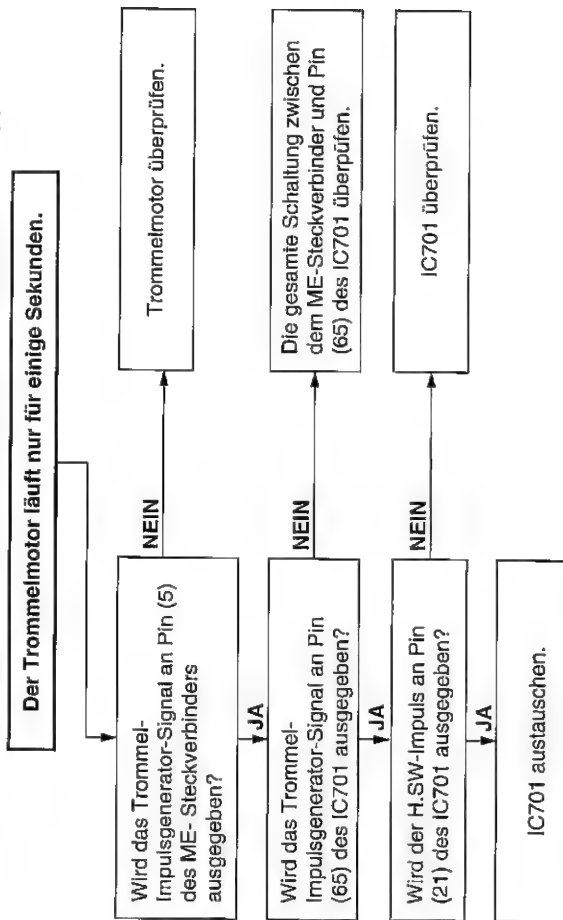 Der Trommelmotor läuft nur für einige Sekunden.
Wird das Trommel-
Impulsgenerator-Signal an Pin (5)
des ME- Steckverbinders
ausgegeben?
NEIN
Trommelmotor überprüfen.
JA
Wird das Trommel-
Impulsgenerator-Signal an Pin
(65) des IC701 ausgegeben?
NEIN
Die gesamte Schaltung zwischen
dem ME-Steckverbinder und Pin
(65) des IC701 überpüfen.
JA
Wird der H.SW-Impuls an Pin
(21) des IC701 ausgegeben?
NEIN
IC701 überprüfen.
JA
IC701 austauschen.